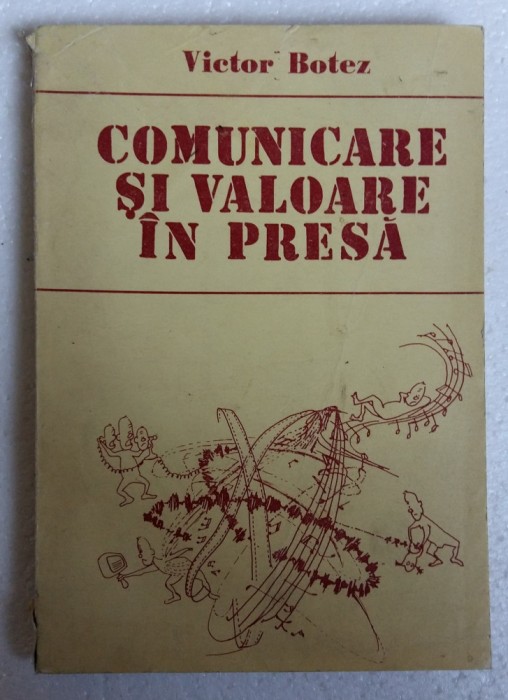 Victor Botez
COMUNICARE
ŞI VALOARE
ÎN PRESĂ